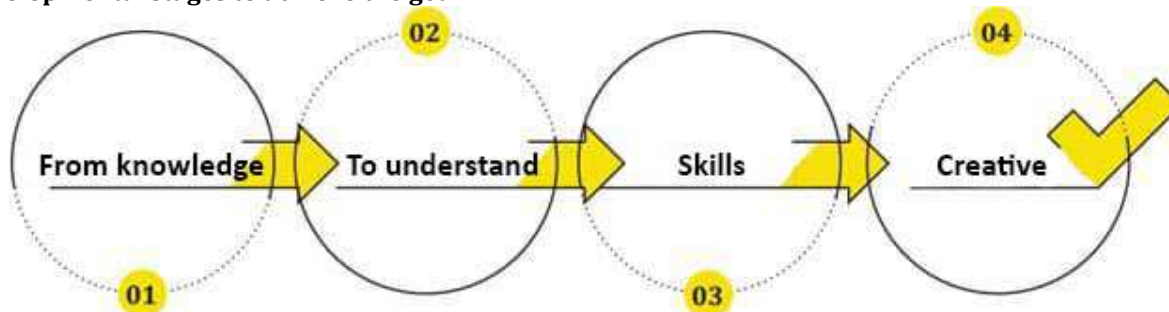 02
04
From knowledge
To understand
Skills
Creative
01
03